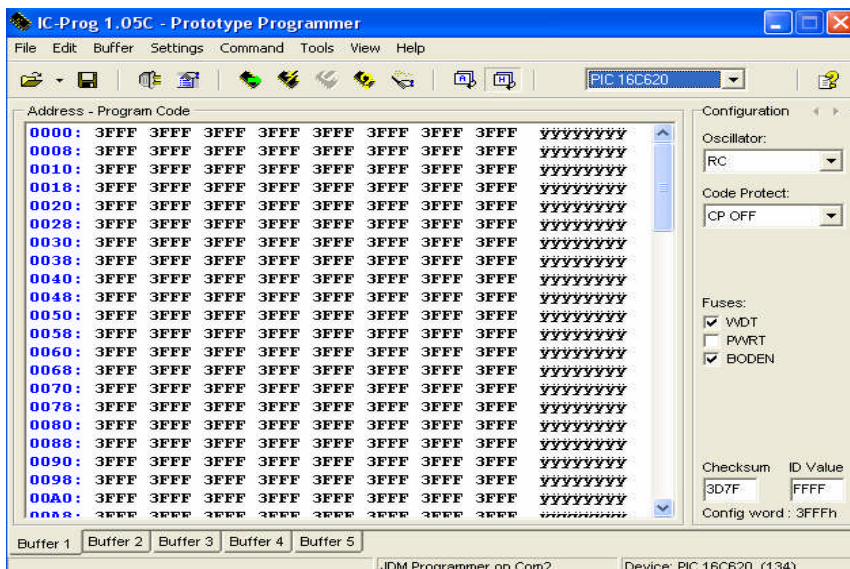 IC-Prog 1.05C - Prototype Programmer
File Edit Buffer Settings Command Tools View Help
PIC 16C620
Address - Program Code
0000: 3FFF 3FFF 3FFF 3FFF 3FFF 3FFF 3FFF 3FFF ÿÿÿÿÿÿÿÿ
0008: 3FFF 3FFF 3FFF 3FFF 3FFF 3FFF 3FFF 3FFF ÿÿÿÿÿÿÿÿ
0010: 3FFF 3FFF 3FFF 3FFF 3FFF 3FFF 3FFF 3FFF ÿÿÿÿÿÿÿÿ
0018: 3FFF 3FFF 3FFF 3FFF 3FFF 3FFF 3FFF 3FFF ÿÿÿÿÿÿÿÿ
0020: 3FFF 3FFF 3FFF 3FFF 3FFF 3FFF 3FFF 3FFF ÿÿÿÿÿÿÿÿ
0028: 3FFF 3FFF 3FFF 3FFF 3FFF 3FFF 3FFF 3FFF ÿÿÿÿÿÿÿÿ
0030: 3FFF 3FFF 3FFF 3FFF 3FFF 3FFF 3FFF 3FFF ÿÿÿÿÿÿÿÿ
0038: 3FFF 3FFF 3FFF 3FFF 3FFF 3FFF 3FFF 3FFF ÿÿÿÿÿÿÿÿ
0040: 3FFF 3FFF 3FFF 3FFF 3FFF 3FFF 3FFF 3FFF ÿÿÿÿÿÿÿÿ
0048: 3FFF 3FFF 3FFF 3FFF 3FFF 3FFF 3FFF 3FFF ÿÿÿÿÿÿÿÿ
0050: 3FFF 3FFF 3FFF 3FFF 3FFF 3FFF 3FFF 3FFF ÿÿÿÿÿÿÿÿ
0058: 3FFF 3FFF 3FFF 3FFF 3FFF 3FFF 3FFF 3FFF ÿÿÿÿÿÿÿÿ
0060: 3FFF 3FFF 3FFF 3FFF 3FFF 3FFF 3FFF 3FFF ÿÿÿÿÿÿÿÿ
0068: 3FFF 3FFF 3FFF 3FFF 3FFF 3FFF 3FFF 3FFF ÿÿÿÿÿÿÿÿ
0070: 3FFF 3FFF 3FFF 3FFF 3FFF 3FFF 3FFF 3FFF ÿÿÿÿÿÿÿÿ
0078: 3FFF 3FFF 3FFF 3FFF 3FFF 3FFF 3FFF 3FFF ÿÿÿÿÿÿÿÿ
0080: 3FFF 3FFF 3FFF 3FFF 3FFF 3FFF 3FFF 3FFF ÿÿÿÿÿÿÿÿ
0088: 3FFF 3FFF 3FFF 3FFF 3FFF 3FFF 3FFF 3FFF ÿÿÿÿÿÿÿÿ
0090: 3FFF 3FFF 3FFF 3FFF 3FFF 3FFF 3FFF 3FFF ÿÿÿÿÿÿÿÿ
0098: 3FFF 3FFF 3FFF 3FFF 3FFF 3FFF 3FFF 3FFF ÿÿÿÿÿÿÿÿ
00A0: 3FFF 3FFF 3FFF 3FFF 3FFF 3FFF 3FFF 3FFF ÿÿÿÿÿÿÿÿ
00A8: 3FFF 3FFF 3FFF 3FFF 3FFF 3FFF 3FFF 3FFF ÿÿÿÿÿÿÿÿ
Configuration
Oscillator:
RC
Code Protect:
CP OFF
Fuses:
WDT
PWRT
BODEN
Checksum ID Value
3D7F FFFF
Config word : 3FFFh
Buffer 1 Buffer 2 Buffer 3 Buffer 4 Buffer 5
JDM Programmer on Com2 Device: PIC 16C620 (134)